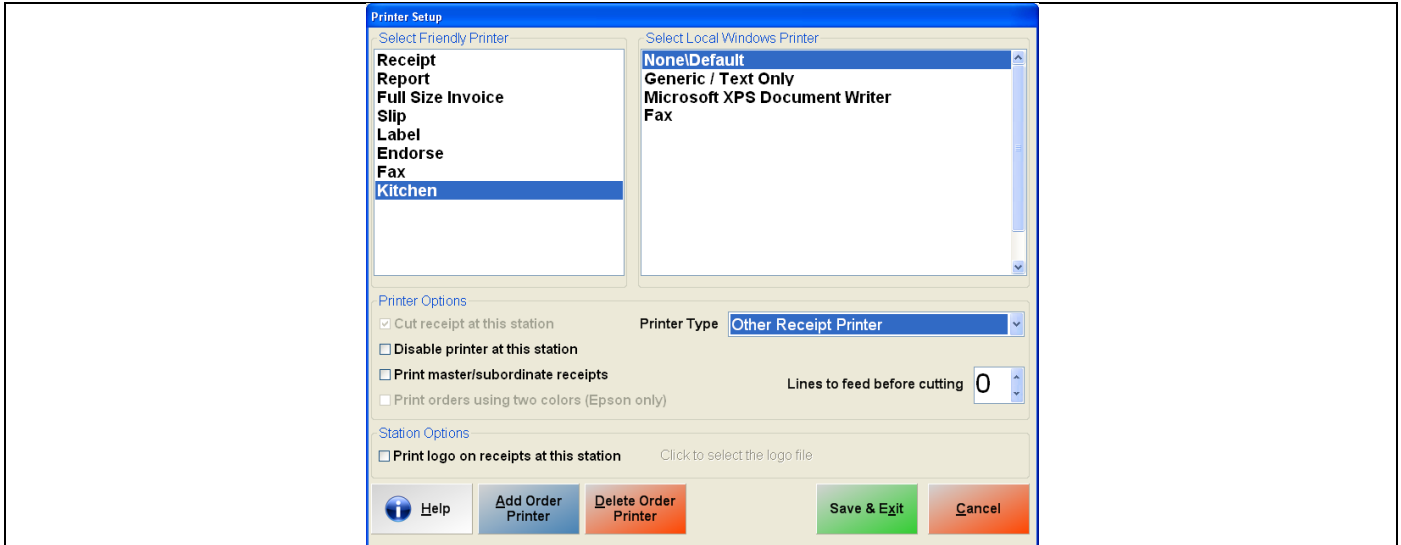 Printer Setup
Select Friendly Printer
Receipt
Report
Full Size Invoice
Slip
Label
Endorse
Fax
Kitchen
Select Local Windows Printer
None\Default
Generic / Text Only
Microsoft XPS Document Writer
Fax
Printer Options
Cut receipt at this station
Printer Type Other Receipt Printer
Disable printer at this station
Print master/subordinate receipts
Lines to feed before cutting 0
Print orders using two colors (Epson only)
Station Options
Print logo on receipts at this station Click to select the logo file
Help
Add Order
Printer
Delete Order
Printer
Save & Exit
Cancel